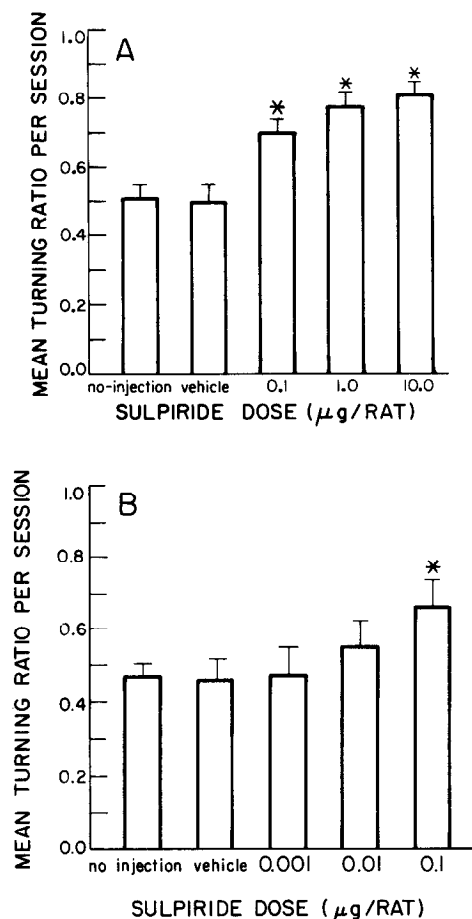 A
MEAN TURNING RATIO PER SESSION
1.0
0.8
0.6
0.4
0.2
0.0
* * *
no-injection vehicle 0.1 1.0 10.0
SULPIRIDE DOSE (μg/RAT)
B
MEAN TURNING RATIO PER SESSION
1.0
0.8
0.6
0.4
0.2
0.0
*
no injection vehicle 0.001 0.01 0.1
SULPIRIDE DOSE (μg/RAT)